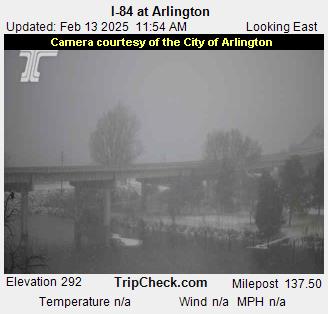 I-84 at Arlington
Updated: Feb 13 2025 11:54 AM Looking East
Camera courtesy of the City of Arlington
Elevation 292 TripCheck.com Milepost 137.50
Temperature n/a Wind n/a MPH n/a